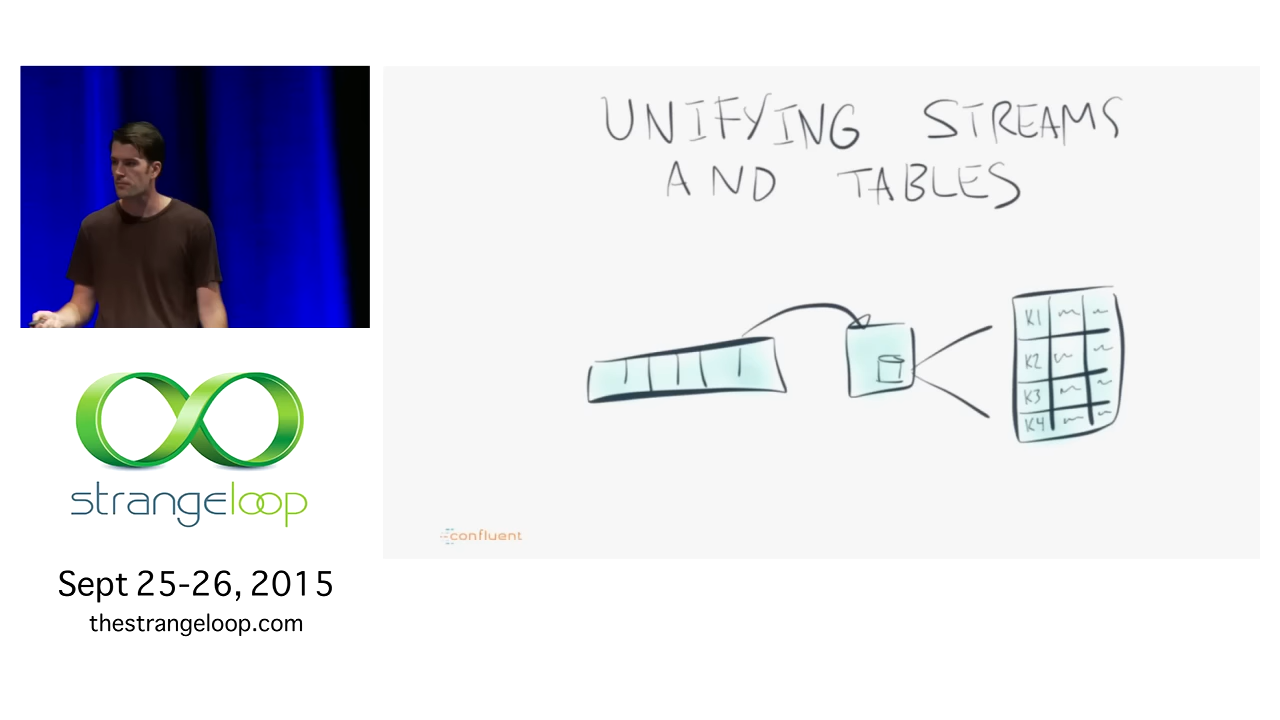 UNIFYING STREAMS
AND TABLES
K1
K2
K3
K4
confluent
strangeloop
Sept 25-26, 2015
thestrangeloop.com